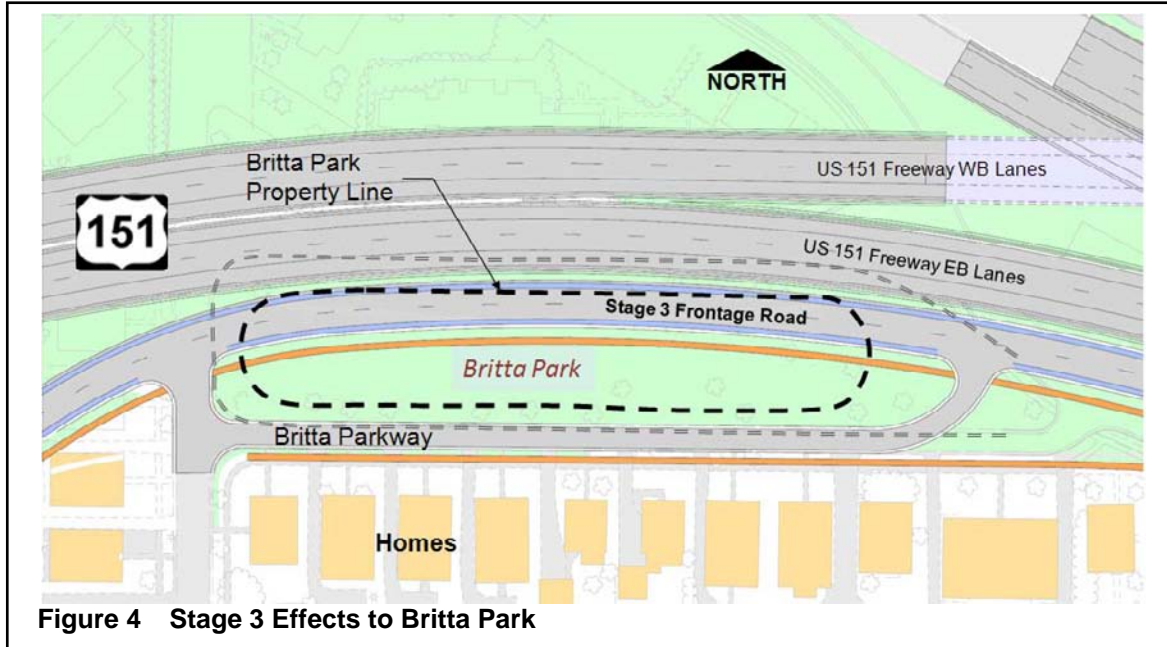 NORTH
Britta Park
Property Line
US 151 Freeway WB Lanes
151
US 151 Freeway EB Lanes
Stage 3 Frontage Road
Britta Park
Britta Parkway
Homes
Figure 4 Stage 3 Effects to Britta Park